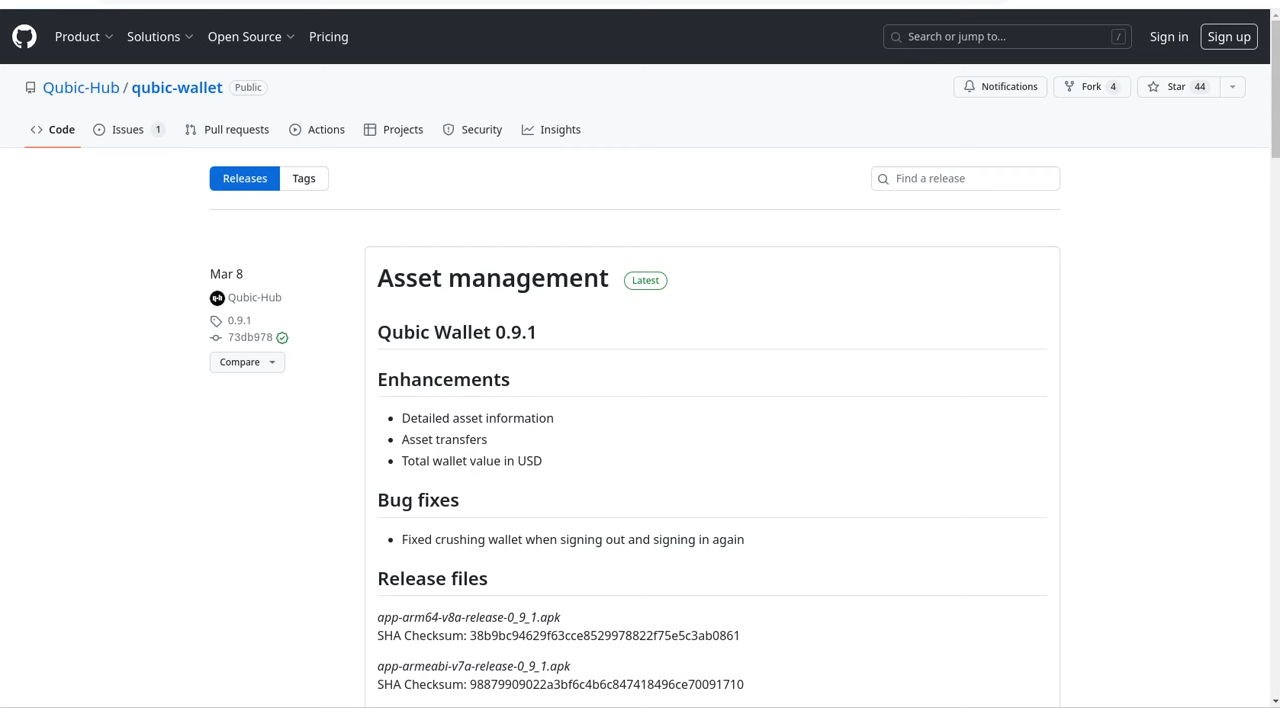 Product
Solutions
Open Source
Pricing
Search or jump to...
/
Sign in
Sign up
Qubic-Hub / qubic-wallet
Public
Notifications
Fork 4
Star 44
Code
Issues 1
Pull requests
Actions
Projects
Security
Insights
Releases
Tags
Find a release
Mar 8
Qubic-Hub
0.9.1
73db978
Compare
Asset management
Latest
Qubic Wallet 0.9.1
Enhancements
Detailed asset information
Asset transfers
Total wallet value in USD
Bug fixes
Fixed crushing wallet when signing out and signing in again
Release files
app-arm64-v8a-release-0_9_1.apk
SHA Checksum: 38b9bc94629f63cce8529978822f75e5c3ab0861
app-armeabi-v7a-release-0_9_1.apk
SHA Checksum: 98879909022a3bf6c4b6c847418496ce70091710